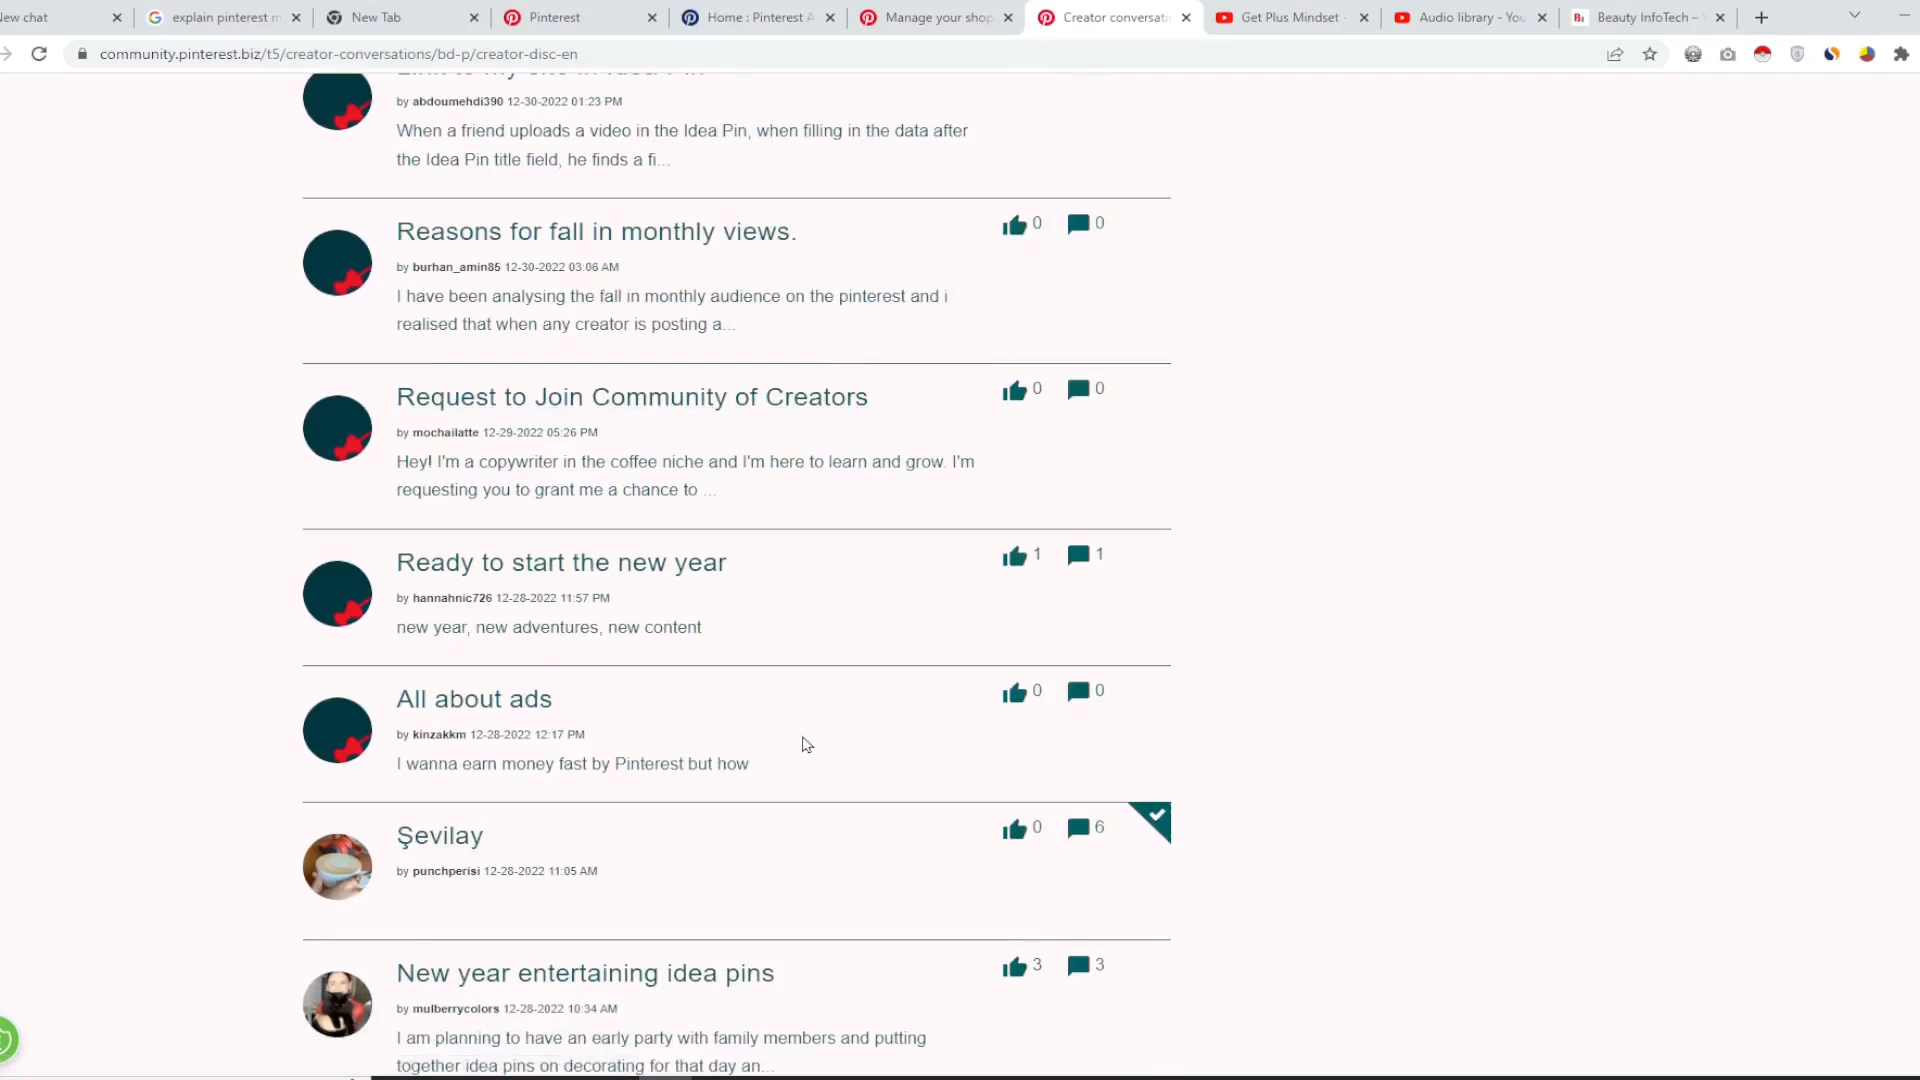 New chat
explain pinterest m
New Tab
Pinterest
Home : Pinterest A
Manage your shop
Creator conversati
Get Plus Mindset -
Audio library - You
Beauty InfoTech –
community.pinterest.biz/t5/creator-conversations/bd-p/creator-disc-en
Link to my site in Idea Pin
by abdoumehdi390 12-30-2022 01:23 PM
When a friend uploads a video in the Idea Pin, when filling in the data after
the Idea Pin title field, he finds a fi...
Reasons for fall in monthly views.
0 0
by burhan_amin85 12-30-2022 03:06 AM
I have been analysing the fall in monthly audience on the pinterest and i
realised that when any creator is posting a...
Request to Join Community of Creators
0 0
by mochailatte 12-29-2022 05:26 PM
Hey! I'm a copywriter in the coffee niche and I'm here to learn and grow. I'm
requesting you to grant me a chance to ...
Ready to start the new year
1 1
by hannahnic726 12-28-2022 11:57 PM
new year, new adventures, new content
All about ads
0 0
by kinzakkm 12-28-2022 12:17 PM
I wanna earn money fast by Pinterest but how
Şevilay
0 6
by punchperisi 12-28-2022 11:05 AM
New year entertaining idea pins
3 3
by mulberrycolors 12-28-2022 10:34 AM
I am planning to have an early party with family members and putting
together idea pins on decorating for that day an...